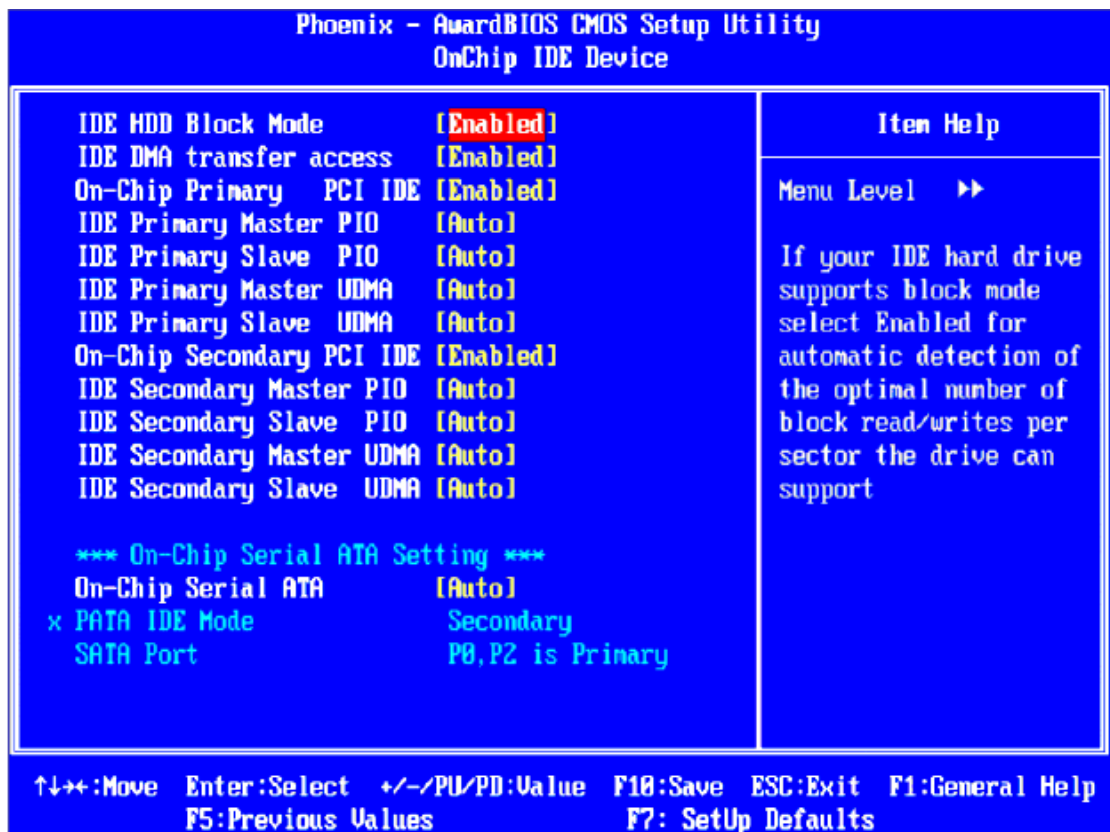 Phoenix - AwardBIOS CMOS Setup Utility
OnChip IDE Device
IDE HDD Block Mode [Enabled]
IDE DMA transfer access [Enabled]
On-Chip Primary PCI IDE [Enabled]
IDE Primary Master PIO [Auto]
IDE Primary Slave PIO [Auto]
IDE Primary Master UDMA [Auto]
IDE Primary Slave UDMA [Auto]
On-Chip Secondary PCI IDE [Enabled]
IDE Secondary Master PIO [Auto]
IDE Secondary Slave PIO [Auto]
IDE Secondary Master UDMA [Auto]
IDE Secondary Slave UDMA [Auto]
*** On-Chip Serial ATA Setting ***
On-Chip Serial ATA [Auto]
x PATA IDE Mode Secondary
SATA Port P0,P2 is Primary
Item Help
Menu Level ►►
If your IDE hard drive
supports block mode
select Enabled for
automatic detection of
the optimal number of
block read/writes per
sector the drive can
support
↑↓→←:Move Enter:Select +/-/PU/PD:Value F10:Save ESC:Exit F1:General Help
F5:Previous Values F7: SetUp Defaults